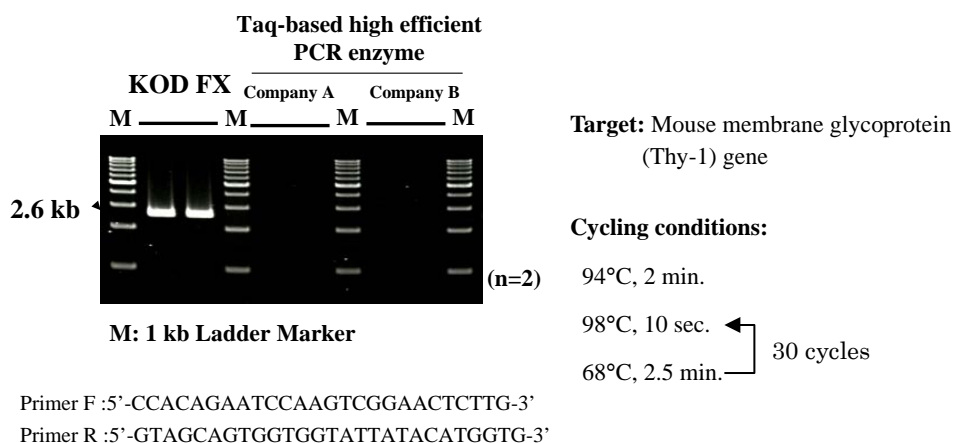 Taq-based high efficient
PCR enzyme
KOD FX
Company A
Company B
M
M
M
M
2.6 kb
(n=2)
M: 1 kb Ladder Marker
Target: Mouse membrane glycoprotein
(Thy-1) gene
Cycling conditions:
94°C, 2 min.
98°C, 10 sec.
68°C, 2.5 min.
30 cycles
Primer F :5’-CCACAGAATCCAAGTCGGAACTCTTG-3’
Primer R :5’-GTAGCAGTGGTGGTATTATACATGGTG-3’